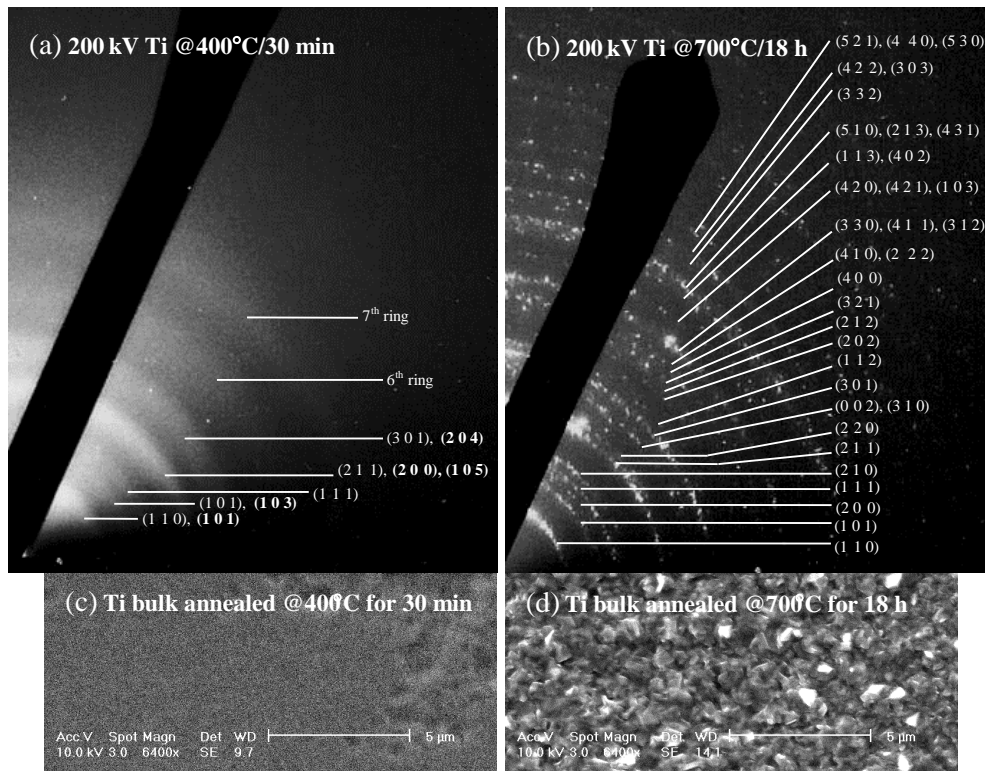 (a) 200 kV Ti @400°C/30 min
7th ring
6th ring
(3 0 1), (2 0 4)
(2 1 1), (2 0 0), (1 0 5)
(1 1 1)
(1 0 1), (1 0 3)
(1 1 0), (1 0 1)
(b) 200 kV Ti @700°C/18 h
(5 2 1), (4 4 0), (5 3 0)
(4 2 2), (3 0 3)
(3 3 2)
(5 1 0), (2 1 3), (4 3 1)
(1 1 3), (4 0 2)
(4 2 0), (4 2 1), (1 0 3)
(3 3 0), (4 1 1), (3 1 2)
(4 1 0), (2 2 2)
(4 0 0)
(3 2 1)
(2 1 2)
(2 0 2)
(1 1 2)
(3 0 1)
(0 0 2), (3 1 0)
(2 2 0)
(2 1 1)
(2 1 0)
(1 1 1)
(2 0 0)
(1 0 1)
(1 1 0)
(c) Ti bulk annealed @400°C for 30 min
Acc.V Spot Magn Det WD 5 µm
10.0 kV 3.0 6400x SE 9.7
(d) Ti bulk annealed @700°C for 18 h
Acc.V Spot Magn Det WD 5 µm
10.0 kV 3.0 6400x SE 14.1